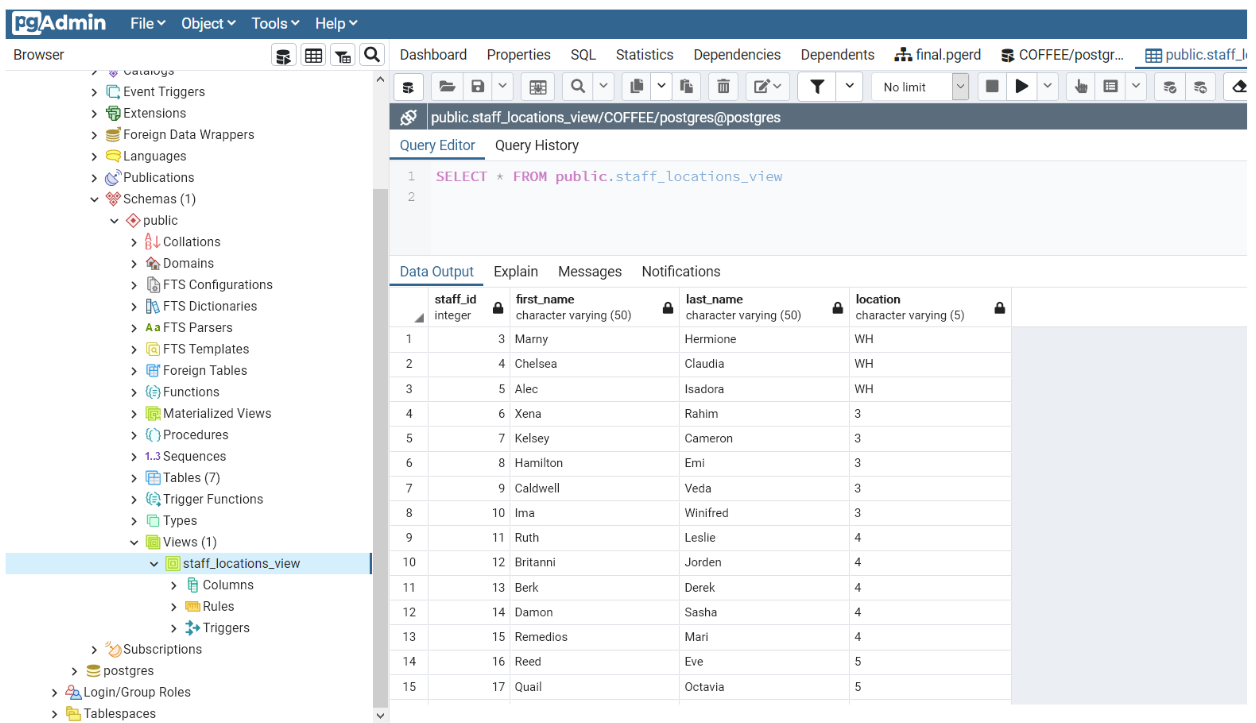 pgAdmin File Object Tools Help
Browser
Dashboard Properties SQL Statistics Dependencies Dependents final.pgerd COFFEE/postgr... public.staff_lo
Catalogs
Event Triggers
Extensions
Foreign Data Wrappers
Languages
Publications
Schemas (1)
public
Collations
Domains
FTS Configurations
FTS Dictionaries
Aa FTS Parsers
FTS Templates
Foreign Tables
Functions
Materialized Views
Procedures
1..3 Sequences
Tables (7)
Trigger Functions
Types
Views (1)
staff_locations_view
Columns
Rules
Triggers
Subscriptions
postgres
Login/Group Roles
Tablespaces
No limit
public.staff_locations_view/COFFEE/postgres@postgres
Query Editor Query History
1 SELECT * FROM public.staff_locations_view
2
Data Output Explain Messages Notifications
staff_id first_name last_name location
integer character varying (50) character varying (50) character varying (5)
1 3 Marny Hermione WH
2 4 Chelsea Claudia WH
3 5 Alec Isadora WH
4 6 Xena Rahim 3
5 7 Kelsey Cameron 3
6 8 Hamilton Emi 3
7 9 Caldwell Veda 3
8 10 Ima Winifred 3
9 11 Ruth Leslie 4
10 12 Britanni Jorden 4
11 13 Berk Derek 4
12 14 Damon Sasha 4
13 15 Remedios Mari 4
14 16 Reed Eve 5
15 17 Quail Octavia 5